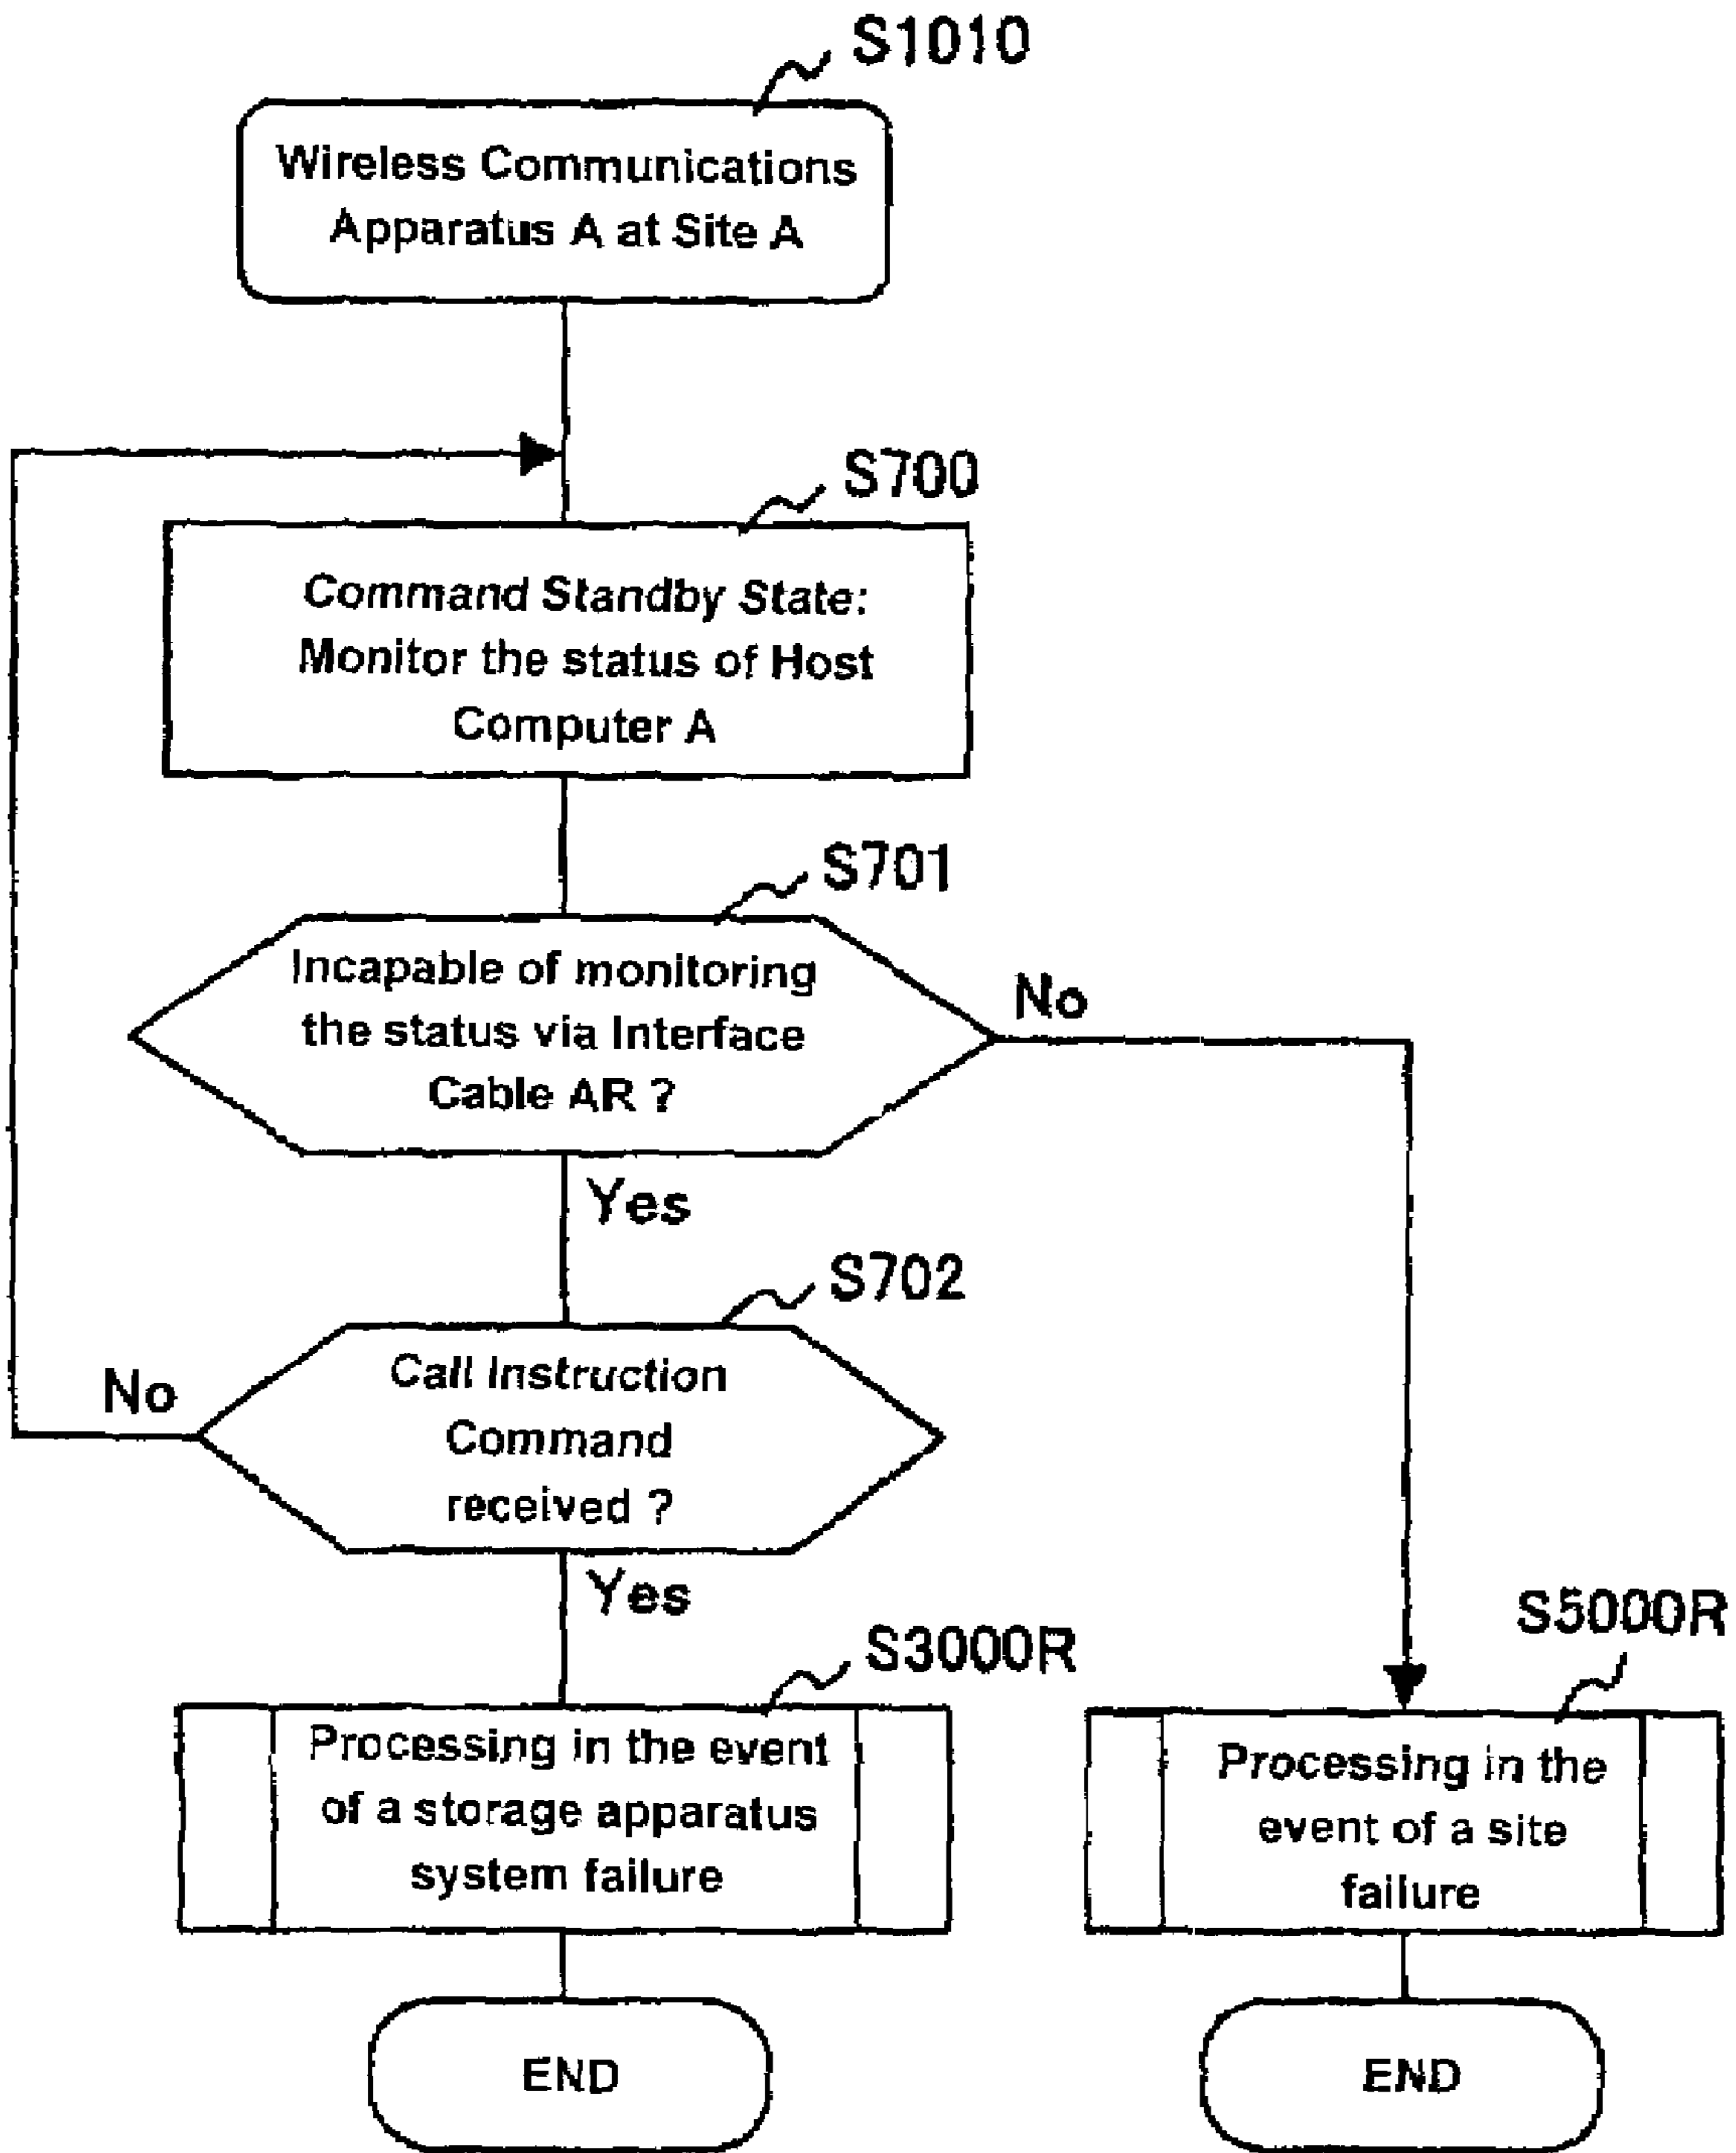 S1010
Wireless Communications
Apparatus A at Site A
S700
Command Standby State:
Monitor the status of Host
Computer A
S701
Incapable of monitoring
the status via Interface
Cable AR ?
No
Yes
S702
Call Instruction
Command
received ?
No
Yes
S3000R
Processing in the event
of a storage apparatus
system failure
S5000R
Processing in the
event of a site
failure
END
END